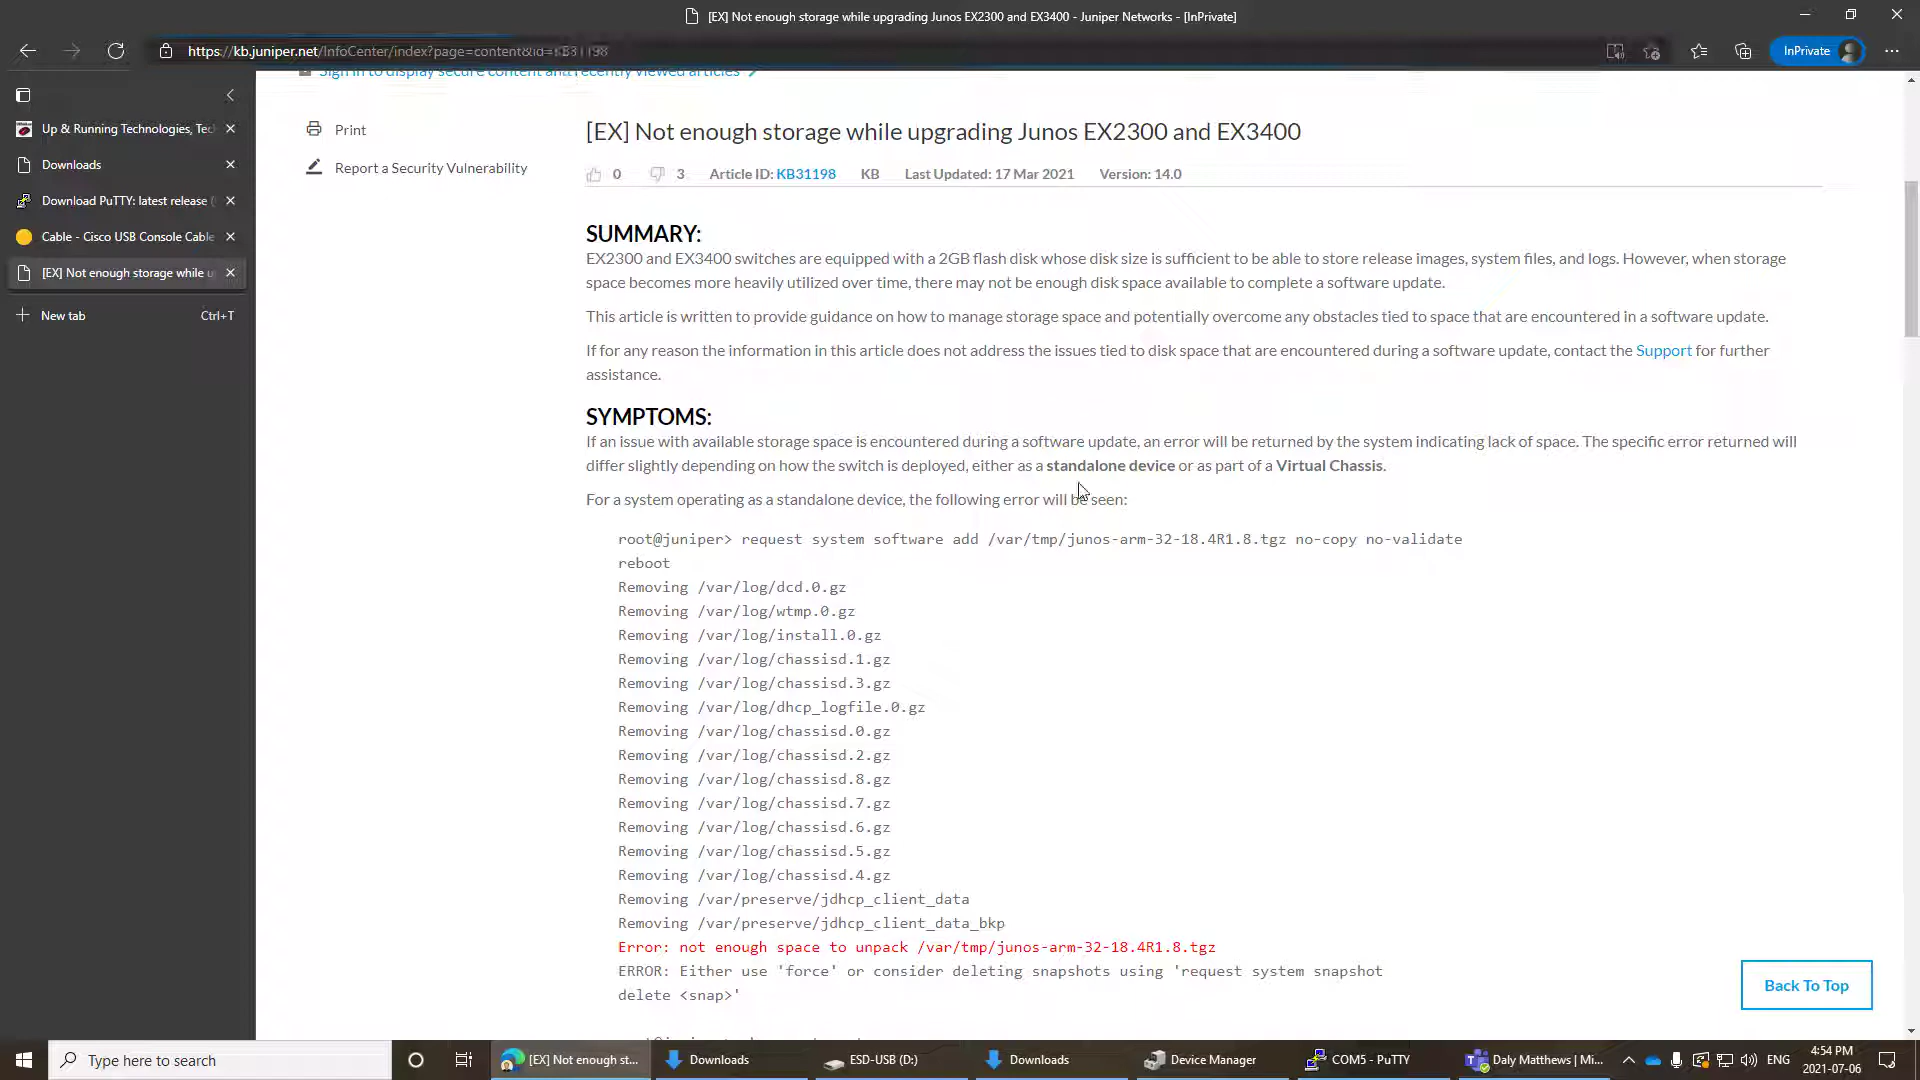 [EX] Not enough storage while upgrading Junos EX2300 and EX3400 - Juniper Networks - [InPrivate]
https://kb.juniper.net/InfoCenter/index?page=content&id=KB31198
InPrivate
Up & Running Technologies, Tec
Downloads
Download PuTTY: latest release (
Cable - Cisco USB Console Cable
[EX] Not enough storage while u
New tab Ctrl+T
Sign in to display secure content and recently viewed articles
Print
Report a Security Vulnerability
[EX] Not enough storage while upgrading Junos EX2300 and EX3400
0 3 Article ID: KB31198 KB Last Updated: 17 Mar 2021 Version: 14.0
SUMMARY:
EX2300 and EX3400 switches are equipped with a 2GB flash disk whose disk size is sufficient to be able to store release images, system files, and logs. However, when storage
space becomes more heavily utilized over time, there may not be enough disk space available to complete a software update.
This article is written to provide guidance on how to manage storage space and potentially overcome any obstacles tied to space that are encountered in a software update.
If for any reason the information in this article does not address the issues tied to disk space that are encountered during a software update, contact the Support for further
assistance.
SYMPTOMS:
If an issue with available storage space is encountered during a software update, an error will be returned by the system indicating lack of space. The specific error returned will
differ slightly depending on how the switch is deployed, either as a standalone device or as part of a Virtual Chassis.
For a system operating as a standalone device, the following error will be seen:
root@juniper> request system software add /var/tmp/junos-arm-32-18.4R1.8.tgz no-copy no-validate
reboot
Removing /var/log/dcd.0.gz
Removing /var/log/wtmp.0.gz
Removing /var/log/install.0.gz
Removing /var/log/chassisd.1.gz
Removing /var/log/chassisd.3.gz
Removing /var/log/dhcp_logfile.0.gz
Removing /var/log/chassisd.0.gz
Removing /var/log/chassisd.2.gz
Removing /var/log/chassisd.8.gz
Removing /var/log/chassisd.7.gz
Removing /var/log/chassisd.6.gz
Removing /var/log/chassisd.5.gz
Removing /var/log/chassisd.4.gz
Removing /var/preserve/jdhcp_client_data
Removing /var/preserve/jdhcp_client_data_bkp
Error: not enough space to unpack /var/tmp/junos-arm-32-18.4R1.8.tgz
ERROR: Either use 'force' or consider deleting snapshots using 'request system snapshot
delete <snap>'
Back To Top
Type here to search
[EX] Not enough st...
Downloads
ESD-USB (D:)
Downloads
Device Manager
COM5 - PuTTY
Daly Matthews | Mi...
ENG
4:54 PM
2021-07-06